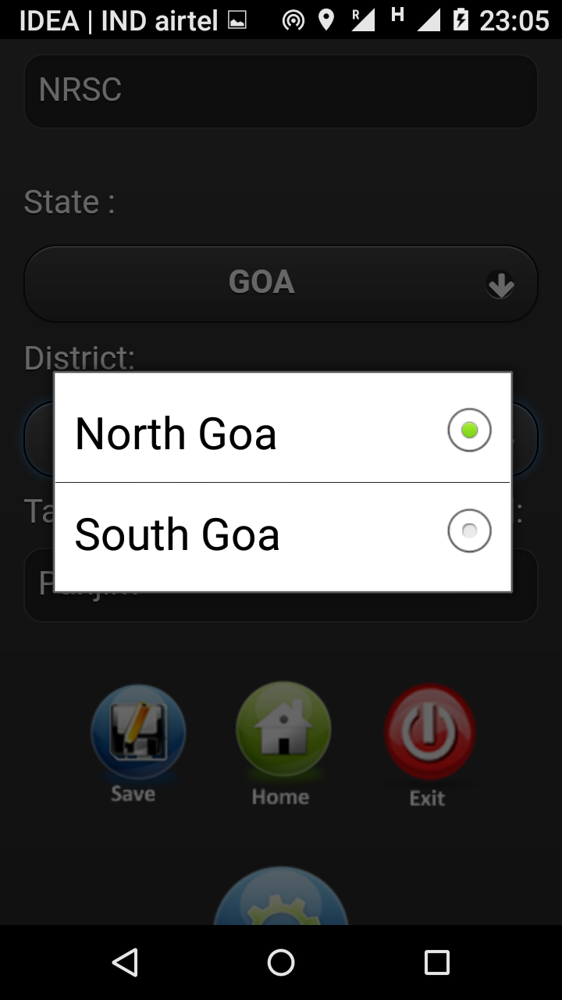 IDEA | IND airtel R H 23:05
NRSC
State :
GOA
District:
North Goa
South Goa
Save
Home
Exit